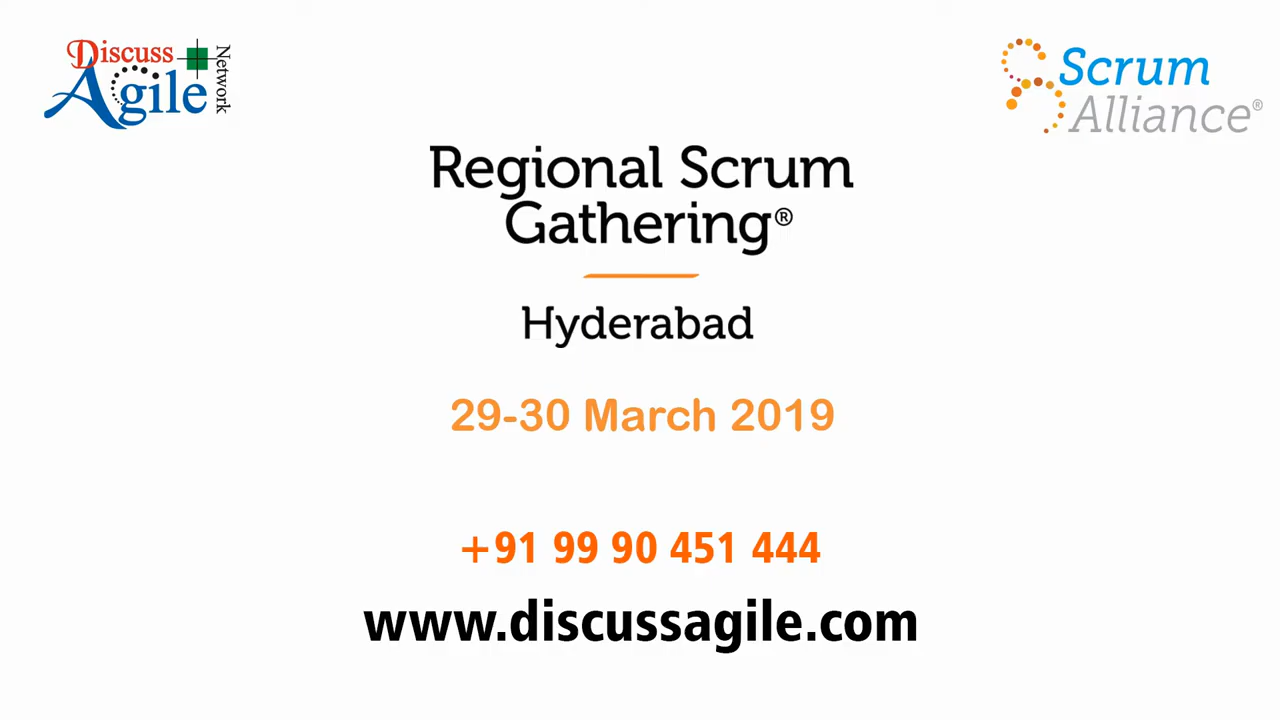 Discuss
Agile
Network
Scrum
Alliance®
Regional Scrum
Gathering®
Hyderabad
29-30 March 2019
+91 99 90 451 444
www.discussagile.com